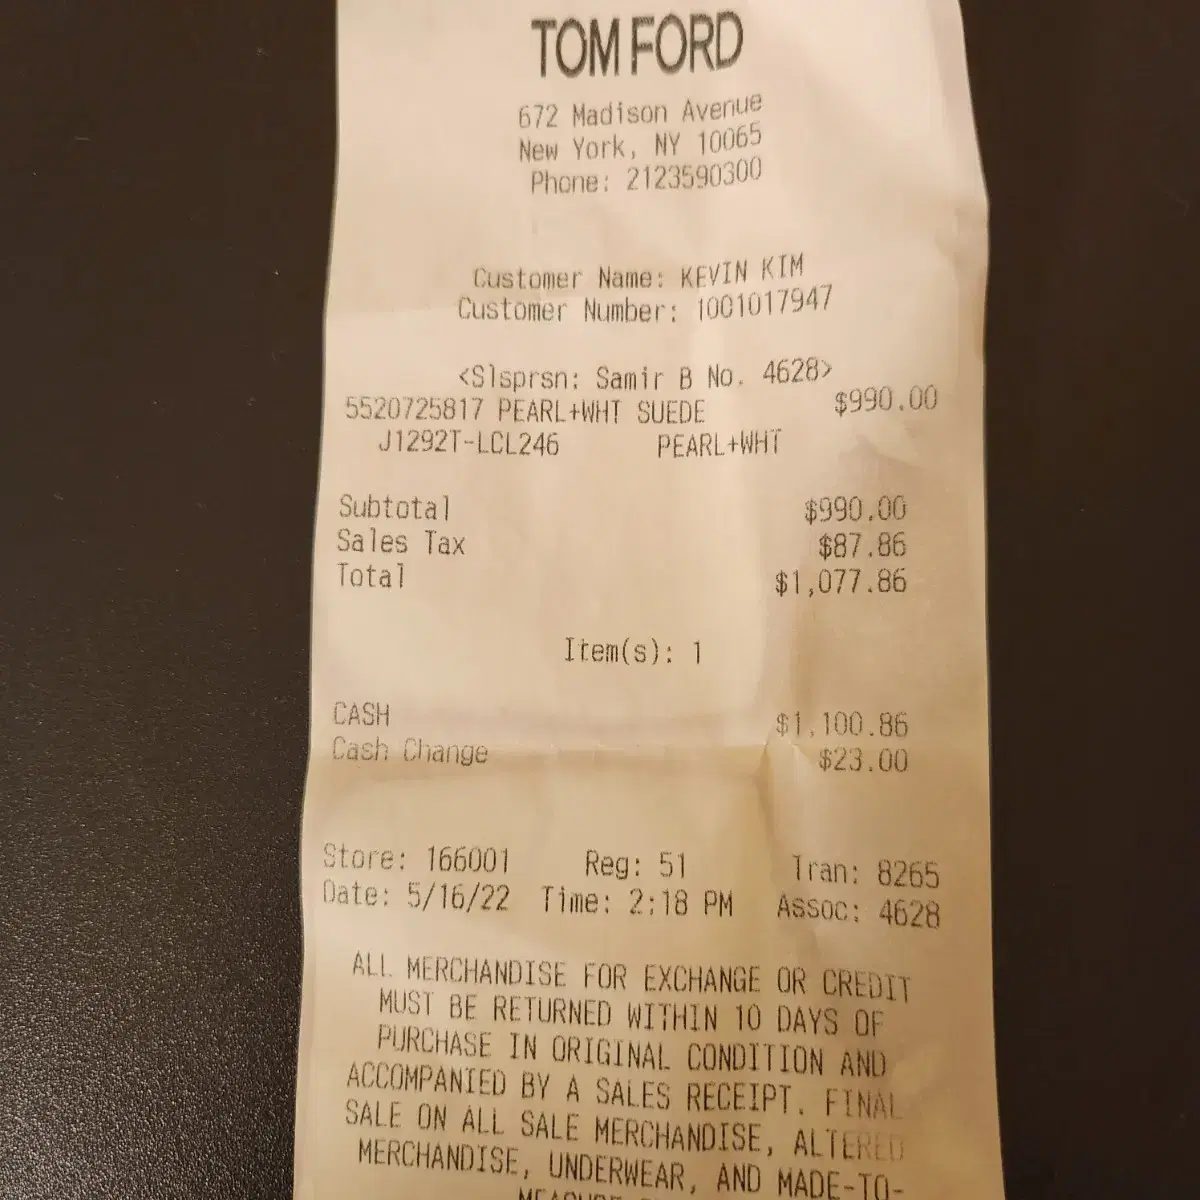 TOM FORD
672 Madison Avenue
New York, NY 10065
Phone: 2123590300
Customer Name: KEVIN KIM
Customer Number: 1001017947
<Slsprsn: Samir B No. 4628>
5520725817 PEARL+WHT SUEDE $990.00
J1292T-LCL246 PEARL+WHT
Subtotal $990.00
Sales Tax $87.86
Total $1,077.86
Item(s): 1
CASH $1,100.86
Cash Change $23.00
Store: 166001 Reg: 51 Tran: 8265
Date: 5/16/22 Time: 2:18 PM Assoc: 4628
ALL MERCHANDISE FOR EXCHANGE OR CREDIT
MUST BE RETURNED WITHIN 10 DAYS OF
PURCHASE IN ORIGINAL CONDITION AND
ACCOMPANIED BY A SALES RECEIPT. FINAL
SALE ON ALL SALE MERCHANDISE, ALTERED
MERCHANDISE, UNDERWEAR, AND MADE-TO-